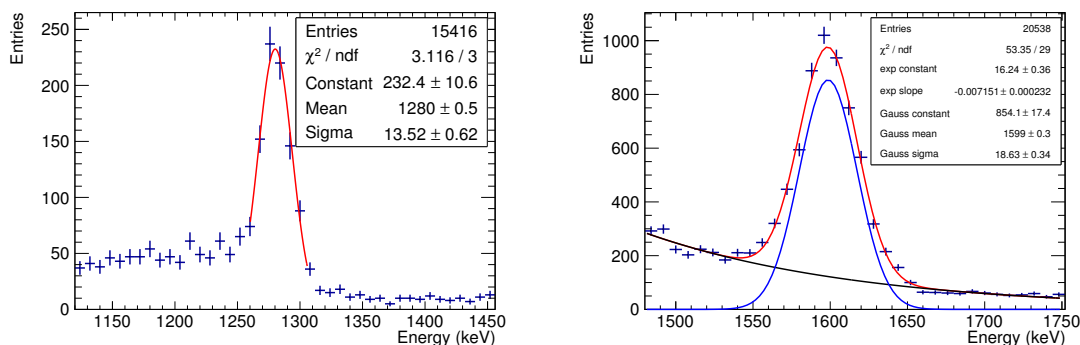 Entries
250
200
150
100
50
0
1150 1200 1250 1300 1350 1400 1450
Energy (keV)
Entries 15416
χ² / ndf 3.116 / 3
Constant 232.4 ± 10.6
Mean 1280 ± 0.5
Sigma 13.52 ± 0.62
Entries
1000
800
600
400
200
0
1500 1550 1600 1650 1700 1750
Energy (keV)
Entries 20538
χ² / ndf 53.35 / 29
exp constant 16.24 ± 0.36
exp slope -0.007151 ± 0.000232
Gauss constant 854.1 ± 17.4
Gauss mean 1599 ± 0.3
Gauss sigma 18.63 ± 0.34